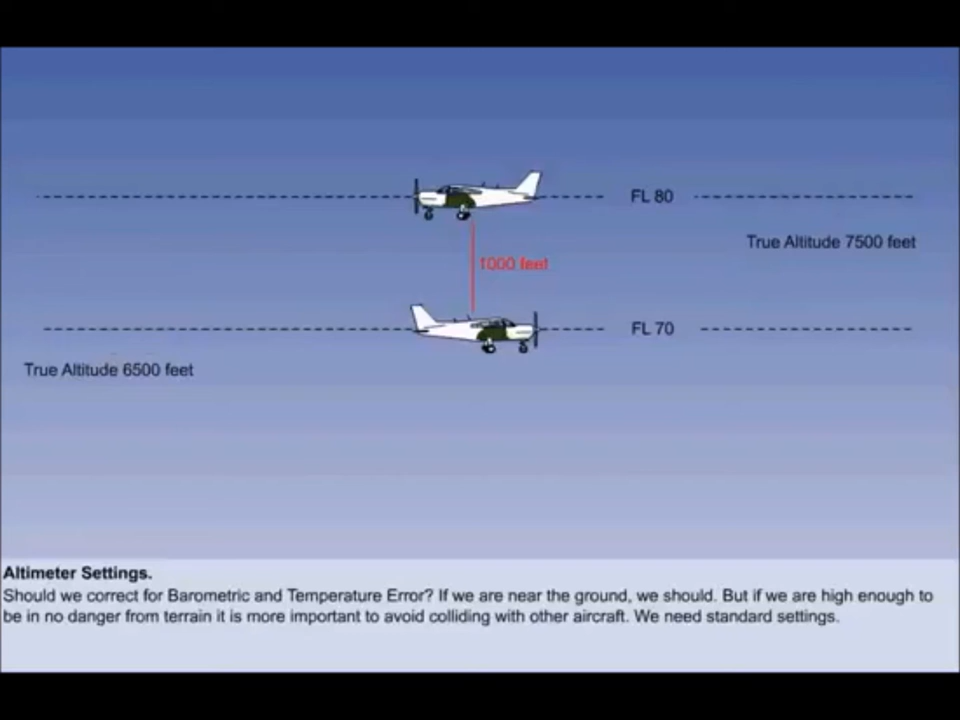 FL 80
True Altitude 7500 feet
1000 feet
FL 70
True Altitude 6500 feet
Altimeter Settings.
Should we correct for Barometric and Temperature Error? If we are near the ground, we should. But if we are high enough to
be in no danger from terrain it is more important to avoid colliding with other aircraft. We need standard settings.